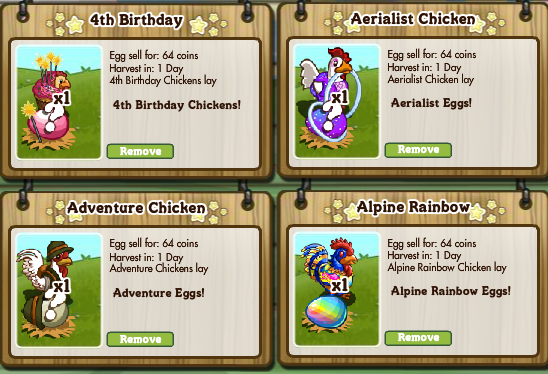 4th Birthday
Egg sell for: 64 coins
Harvest in: 1 Day
4th Birthday Chickens lay
4th Birthday Chickens!
x1
Remove
Aerialist Chicken
Egg sell for: 64 coins
Harvest in: 1 Day
Aerialist Chicken lay
Aerialist Eggs!
x1
Remove
Adventure Chicken
Egg sell for: 64 coins
Harvest in: 1 Day
Adventure Chickens lay
Adventure Eggs!
x1
Remove
Alpine Rainbow
Egg sell for: 64 coins
Harvest in: 1 Day
Alpine Rainbow Chicken lay
Alpine Rainbow Eggs!
x1
Remove